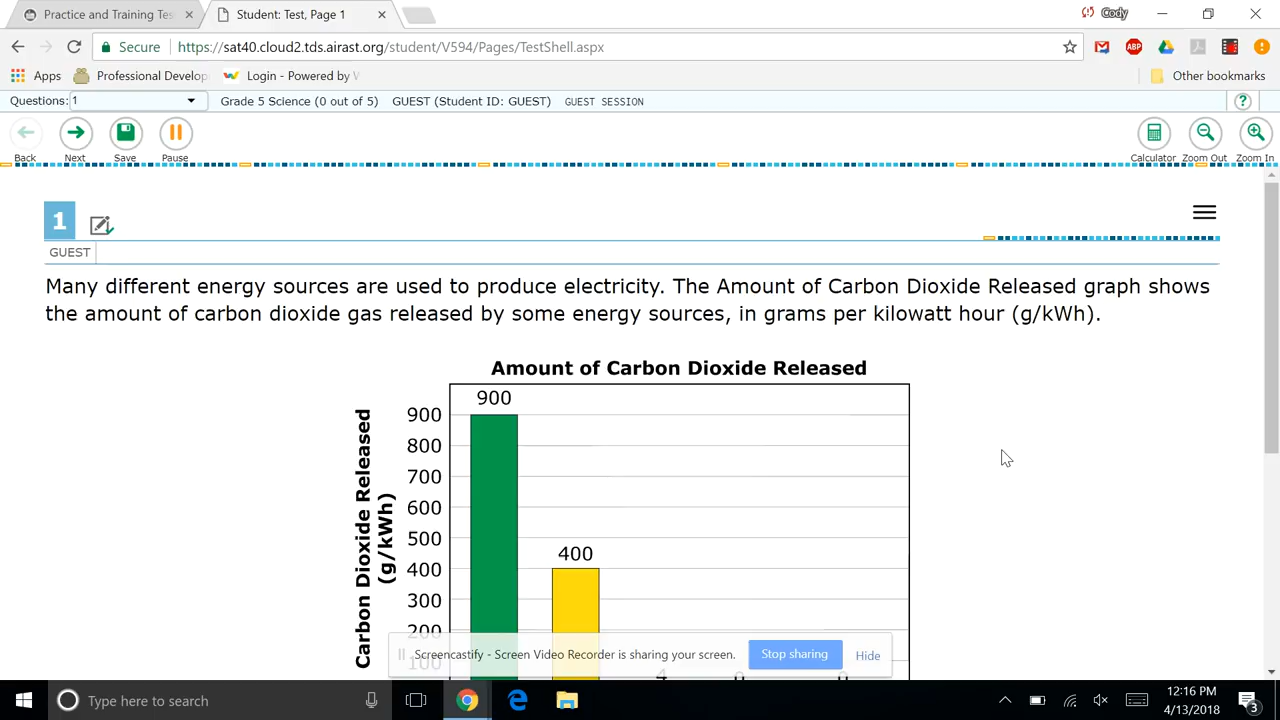 Practice and Training Tes
Student: Test, Page 1
Cody
Secure
https://sat40.cloud2.tds.airast.org/student/V594/Pages/TestShell.aspx
ABP
Apps
Professional Develop
Login - Powered by W
Other bookmarks
Questions: 1
Grade 5 Science (0 out of 5)
GUEST (Student ID: GUEST)
GUEST SESSION
?
Back
Next
Save
Pause
Calculator
Zoom Out
Zoom In
1
GUEST
Many different energy sources are used to produce electricity. The Amount of Carbon Dioxide Released graph shows
the amount of carbon dioxide gas released by some energy sources, in grams per kilowatt hour (g/kWh).
Amount of Carbon Dioxide Released
Carbon Dioxide Released
(g/kWh)
900
900
800
700
600
500
400
400
300
200
100
Screencastify - Screen Video Recorder is sharing your screen.
Stop sharing
Hide
Type here to search
12:16 PM
4/13/2018
3